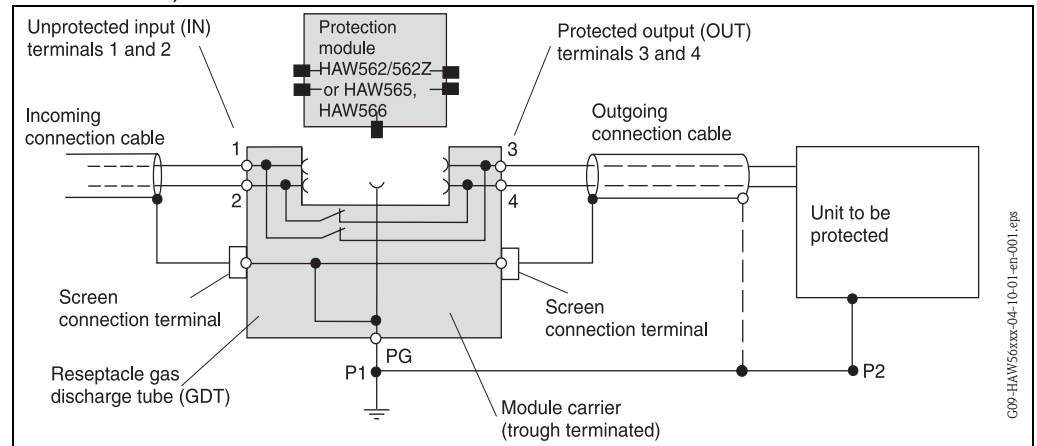 Unprotected input (IN)
terminals 1 and 2
Protection
module
HAW562/562Z
or HAW565,
HAW566
Protected output (OUT)
terminals 3 and 4
Incoming
connection cable
Outgoing
connection cable
1
2
3
4
Unit to be
protected
Screen
connection terminal
Screen
connection terminal
PG
P1
P2
Reseptacle gas
discharge tube (GDT)
Module carrier
(trough terminated)
G09-HAW56xxx-04-10-01-en-001.eps